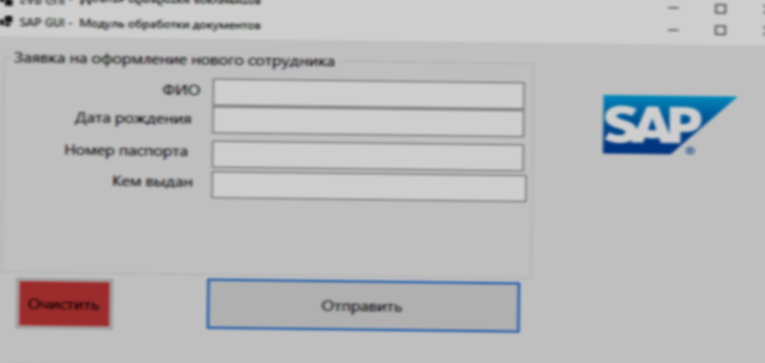 SAP GUI - Модуль обработки документов
Заявка на оформление нового сотрудника
ФИО
Дата рождения
Номер паспорта
Кем выдан
SAP®
Очистить
Отправить